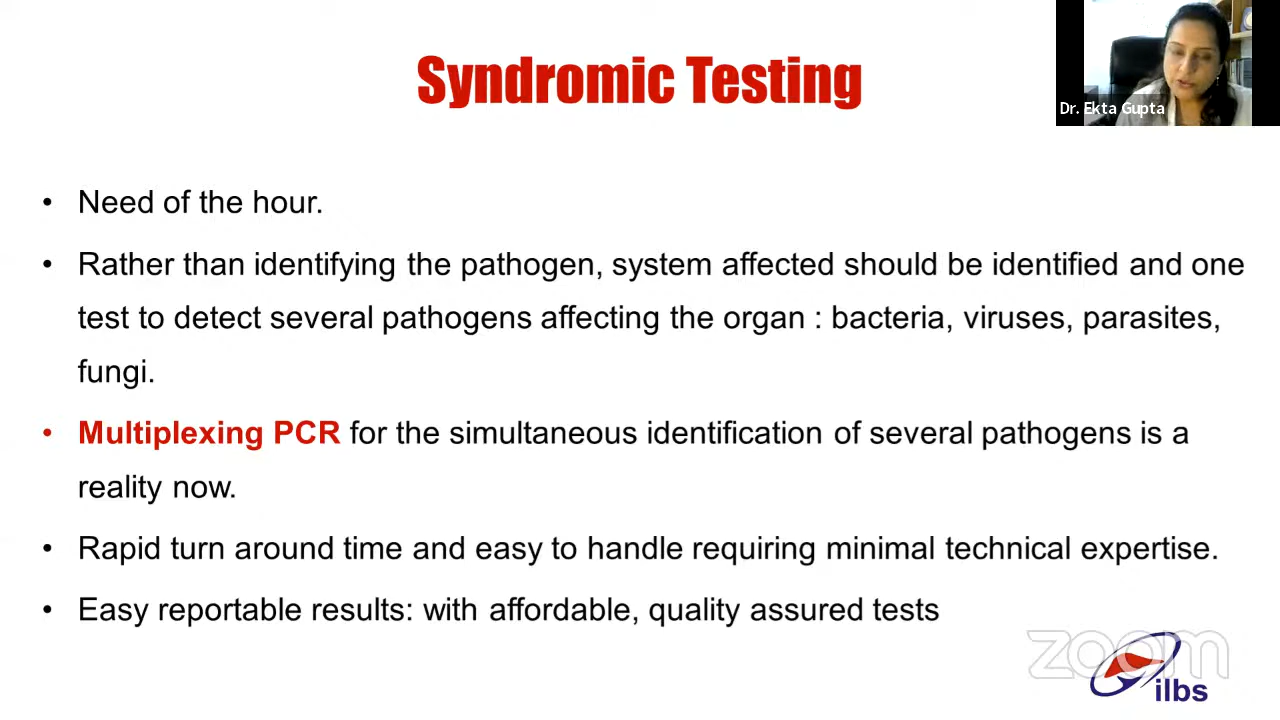 Syndromic Testing
Dr. Ekta Gupta
• Need of the hour.
• Rather than identifying the pathogen, system affected should be identified and one
test to detect several pathogens affecting the organ : bacteria, viruses, parasites,
fungi.
• Multiplexing PCR for the simultaneous identification of several pathogens is a
reality now.
• Rapid turn around time and easy to handle requiring minimal technical expertise.
• Easy reportable results: with affordable, quality assured tests
zoom
ilbs